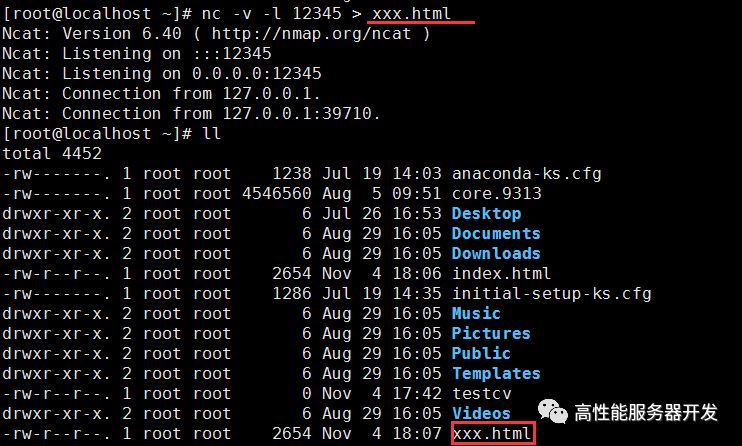 [root@localhost ~]# nc -v -l 12345 > xxx.html
Ncat: Version 6.40 ( http://nmap.org/ncat )
Ncat: Listening on :::12345
Ncat: Listening on 0.0.0.0:12345
Ncat: Connection from 127.0.0.1.
Ncat: Connection from 127.0.0.1:39710.
[root@localhost ~]# ll
total 4452
-rw-------. 1 root root    1238 Jul 19 14:03 anaconda-ks.cfg
-rw-------. 1 root root 4546560 Aug  5 09:51 core.9313
drwxr-xr-x. 2 root root       6 Jul 26 16:53 Desktop
drwxr-xr-x. 2 root root       6 Aug 29 16:05 Documents
drwxr-xr-x. 2 root root       6 Aug 29 16:05 Downloads
-rw-r--r--. 1 root root    2654 Nov  4 18:06 index.html
-rw-------. 1 root root    1286 Jul 19 14:35 initial-setup-ks.cfg
drwxr-xr-x. 2 root root       6 Aug 29 16:05 Music
drwxr-xr-x. 2 root root       6 Aug 29 16:05 Pictures
drwxr-xr-x. 2 root root       6 Aug 29 16:05 Public
drwxr-xr-x. 2 root root       6 Aug 29 16:05 Templates
-rw-r--r--. 1 root root       0 Nov  4 17:42 testcv
drwxr-xr-x. 2 root root       6 Aug 29 16:05 Videos
-rw-r--r--. 1 root root    2654 Nov  4 18:07 xxx.html
高性能服务器开发